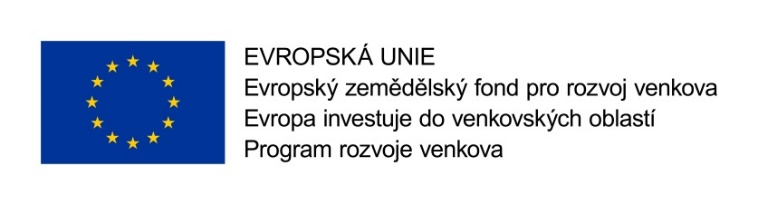 EVROPSKÁ UNIE
Evropský zemědělský fond pro rozvoj venkova
Evropa investuje do venkovských oblastí
Program rozvoje venkova